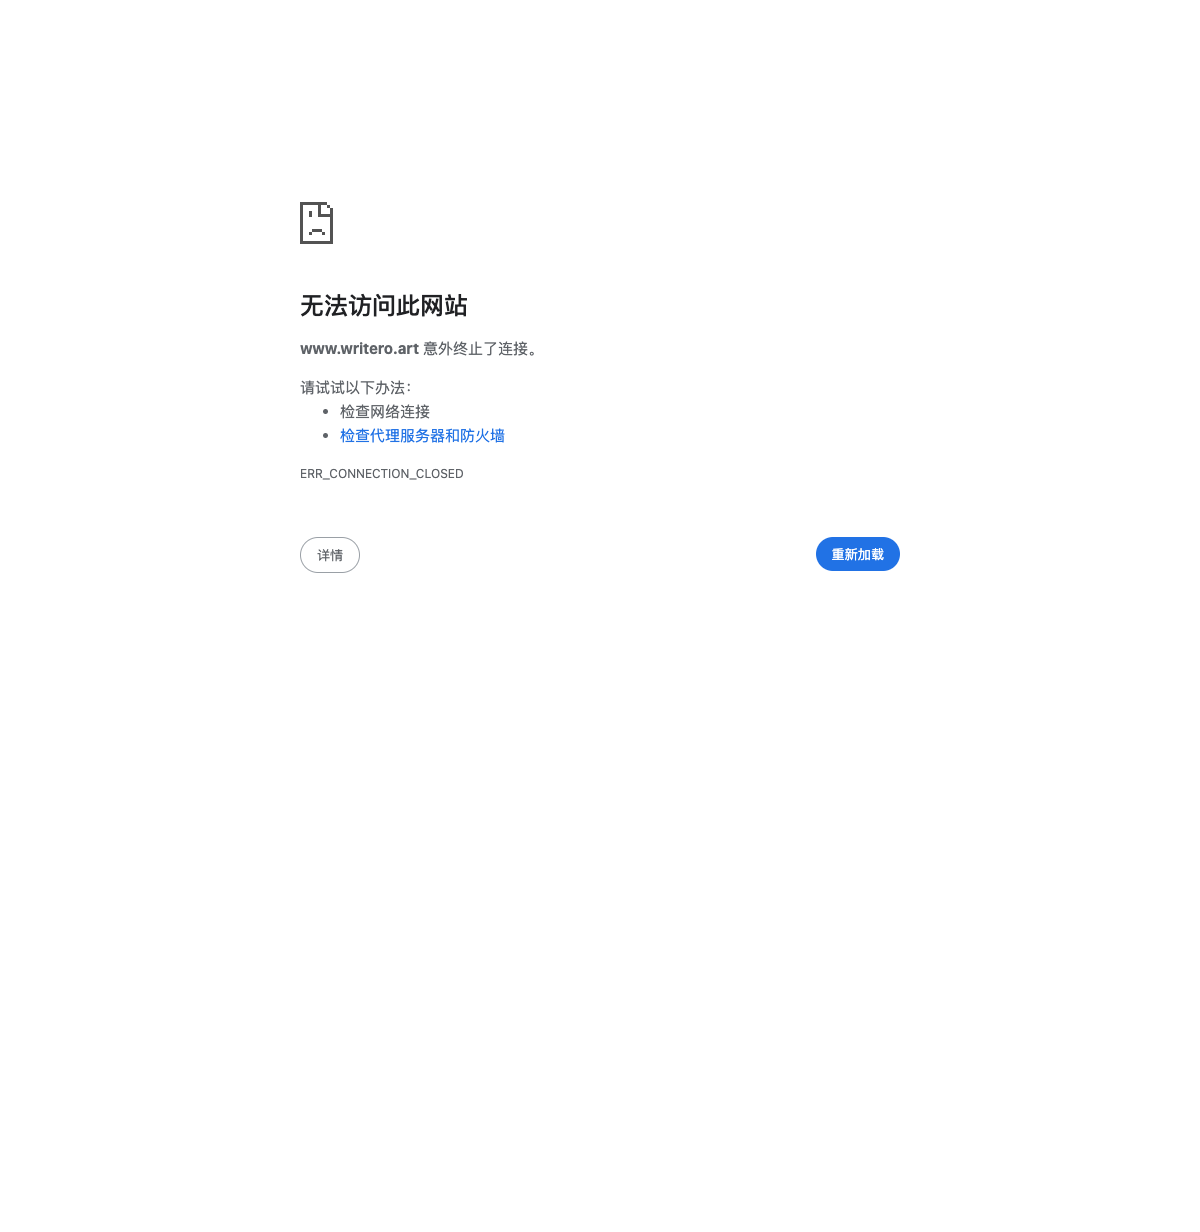 无法访问此网站
www.writero.art 意外终止了连接。
请试试以下办法：
检查网络连接
检查代理服务器和防火墙
ERR_CONNECTION_CLOSED
详情
重新加载